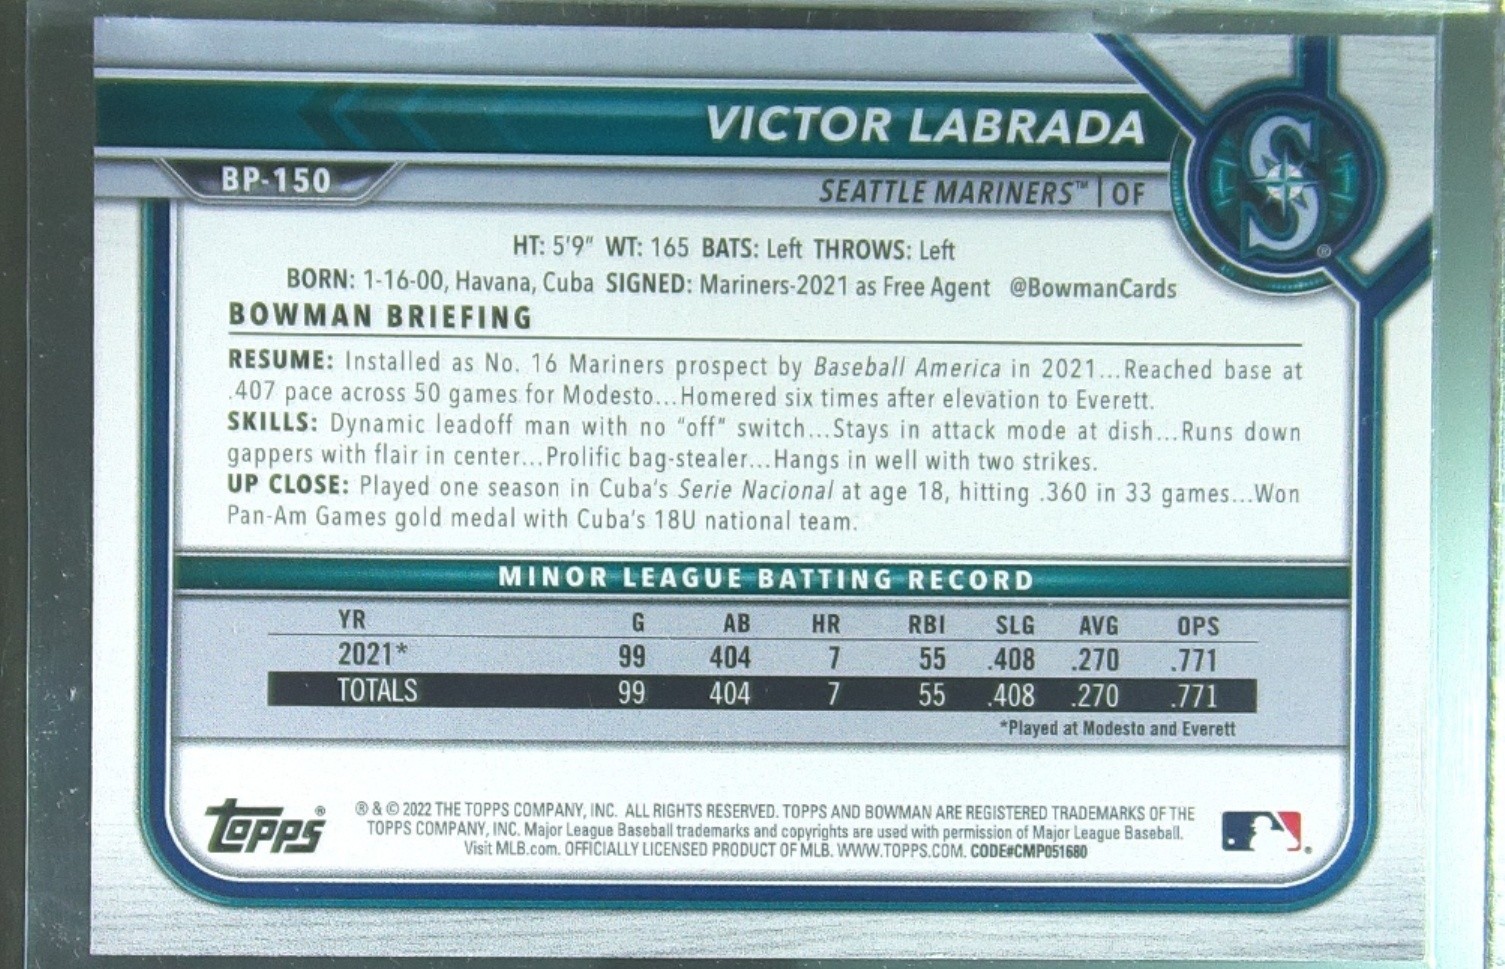 VICTOR LABRADA
BP-150
SEATTLE MARINERS™ | OF
S
®
HT: 5'9" WT: 165 BATS: Left THROWS: Left
BORN: 1-16-00, Havana, Cuba SIGNED: Mariners-2021 as Free Agent @BowmanCards
BOWMAN BRIEFING
RESUME: Installed as No. 16 Mariners prospect by Baseball America in 2021...Reached base at
.407 pace across 50 games for Modesto...Homered six times after elevation to Everett.
SKILLS: Dynamic leadoff man with no "off" switch...Stays in attack mode at dish...Runs down
gappers with flair in center...Prolific bag-stealer...Hangs in well with two strikes.
UP CLOSE: Played one season in Cuba's Serie Nacional at age 18, hitting .360 in 33 games...Won
Pan-Am Games gold medal with Cuba's 18U national team.
MINOR LEAGUE BATTING RECORD
YR G AB HR RBI SLG AVG OPS
2021* 99 404 7 55 .408 .270 .771
TOTALS 99 404 7 55 .408 .270 .771
*Played at Modesto and Everett
Topps®
® & © 2022 THE TOPPS COMPANY, INC. ALL RIGHTS RESERVED. TOPPS AND BOWMAN ARE REGISTERED TRADEMARKS OF THE
TOPPS COMPANY, INC. Major League Baseball trademarks and copyrights are used with permission of Major League Baseball.
Visit MLB.com. OFFICIALLY LICENSED PRODUCT OF MLB. WWW.TOPPS.COM. CODE#CMP051680